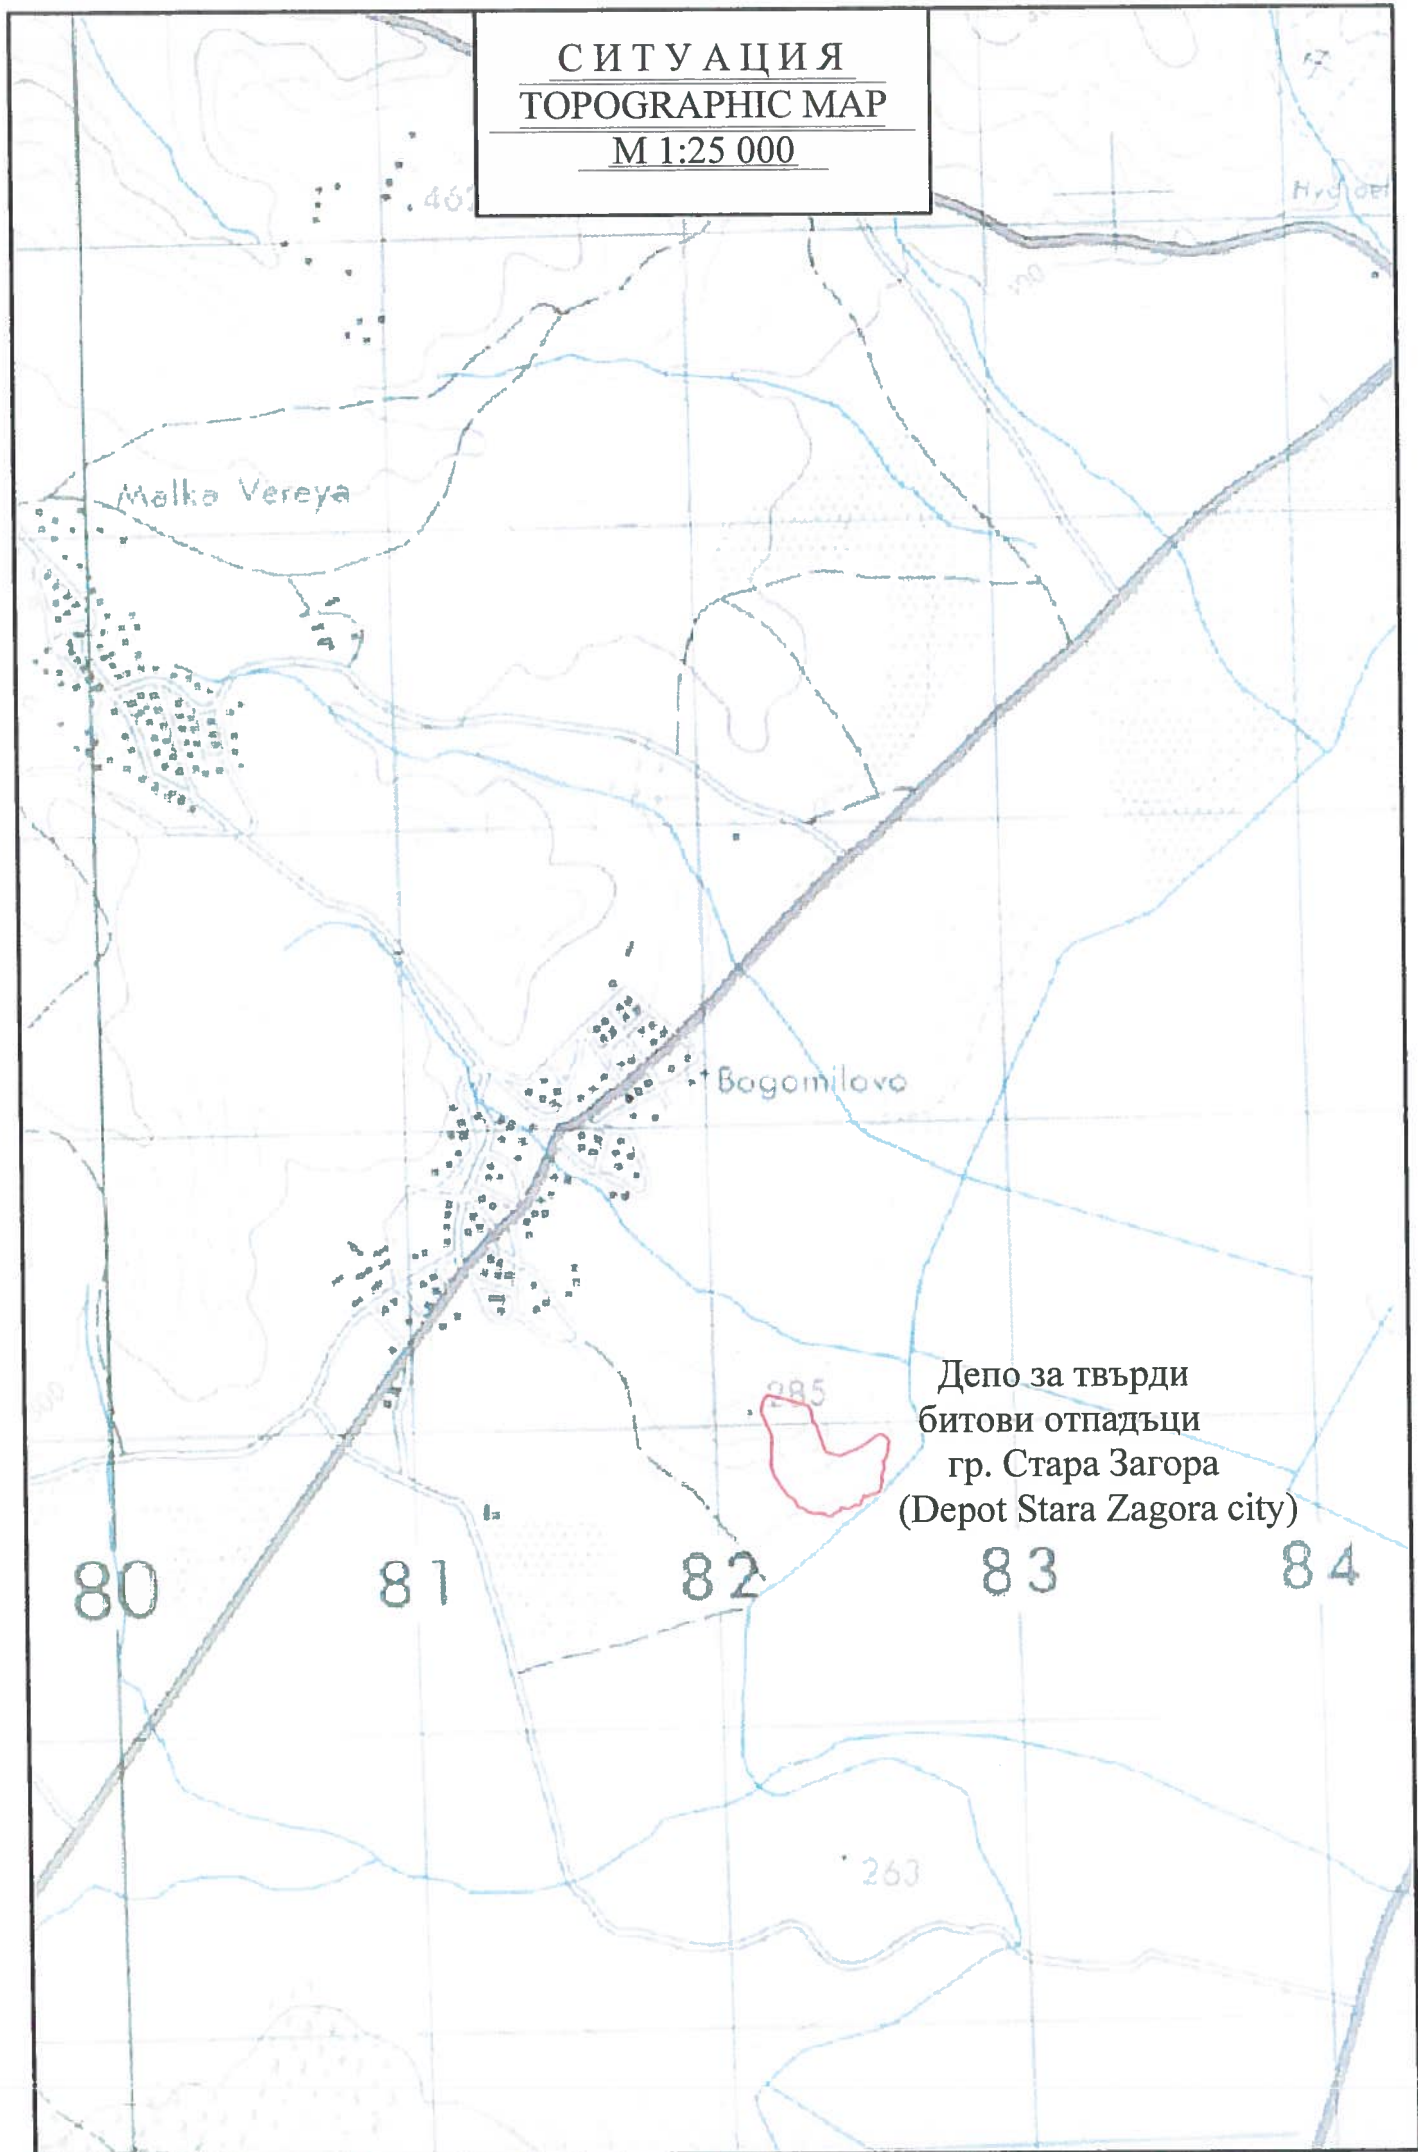 СИТУАЦИЯ
TOPOGRAPHIC MAP
М 1:25 000
Malka Vereya
Bogomilovo
285
Депо за твърди
битови отпадъци
гр. Стара Загора
(Depot Stara Zagora city)
80 81 82 83 84
263